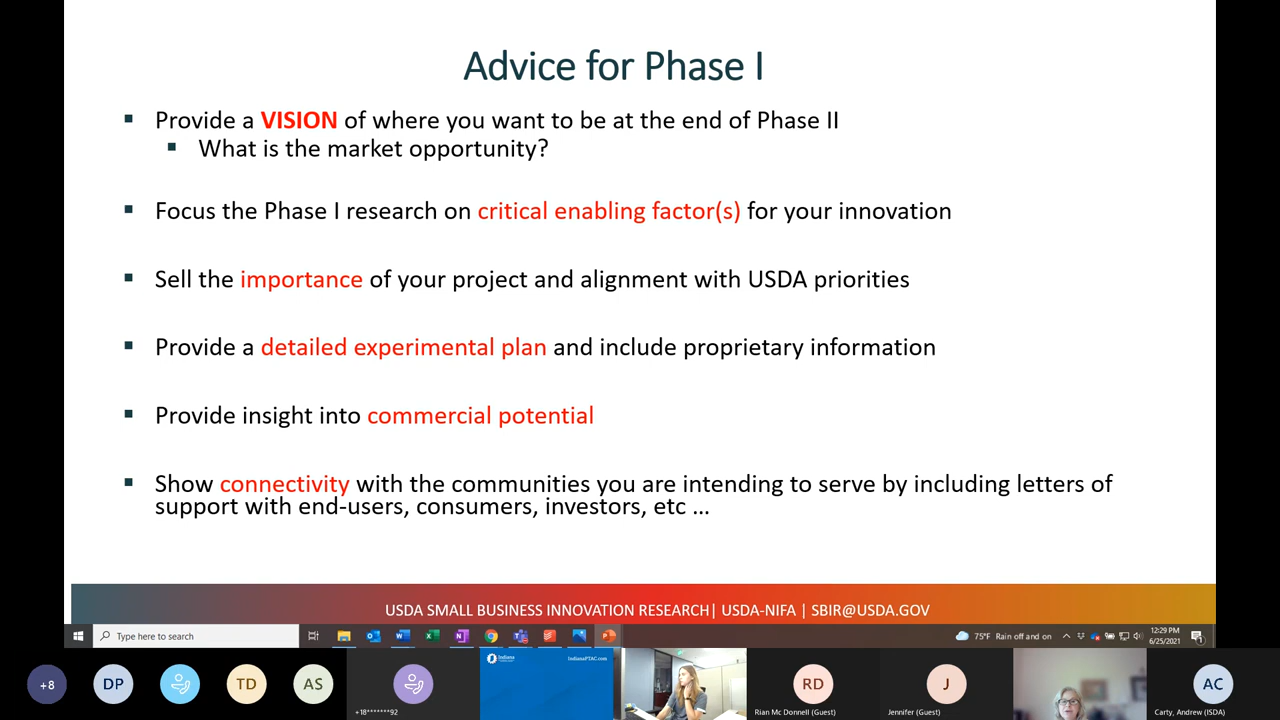 Advice for Phase I
▪ Provide a VISION of where you want to be at the end of Phase II
▪ What is the market opportunity?
▪ Focus the Phase I research on critical enabling factor(s) for your innovation
▪ Sell the importance of your project and alignment with USDA priorities
▪ Provide a detailed experimental plan and include proprietary information
▪ Provide insight into commercial potential
▪ Show connectivity with the communities you are intending to serve by including letters of
support with end-users, consumers, investors, etc ...
USDA SMALL BUSINESS INNOVATION RESEARCH| USDA-NIFA | SBIR@USDA.GOV
Type here to search
75°F Rain off and on
12:29 PM
6/25/2021
+8
DP
TD
AS
+18*******92
Indiana
IndianaPTAC.com
RD
Rian Mc Donnell (Guest)
J
Jennifer (Guest)
AC
Carty, Andrew (ISDA)